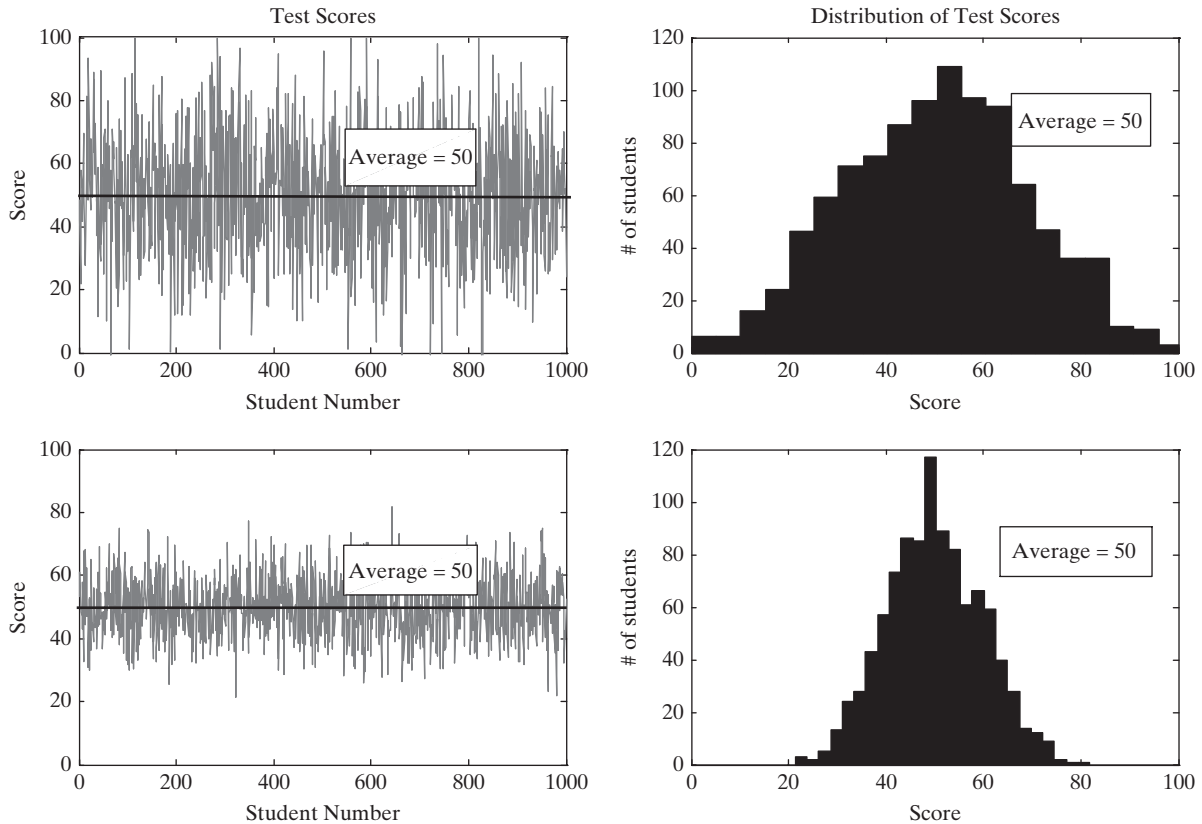 Test Scores
100
80
60
40
20
0
Score
Average = 50
0 200 400 600 800 1000
Student Number
Distribution of Test Scores
120
100
80
60
40
20
0
# of students
Average = 50
0 20 40 60 80 100
Score
100
80
60
40
20
0
Score
Average = 50
0 200 400 600 800 1000
Student Number
120
100
80
60
40
20
0
# of students
Average = 50
0 20 40 60 80 100
Score